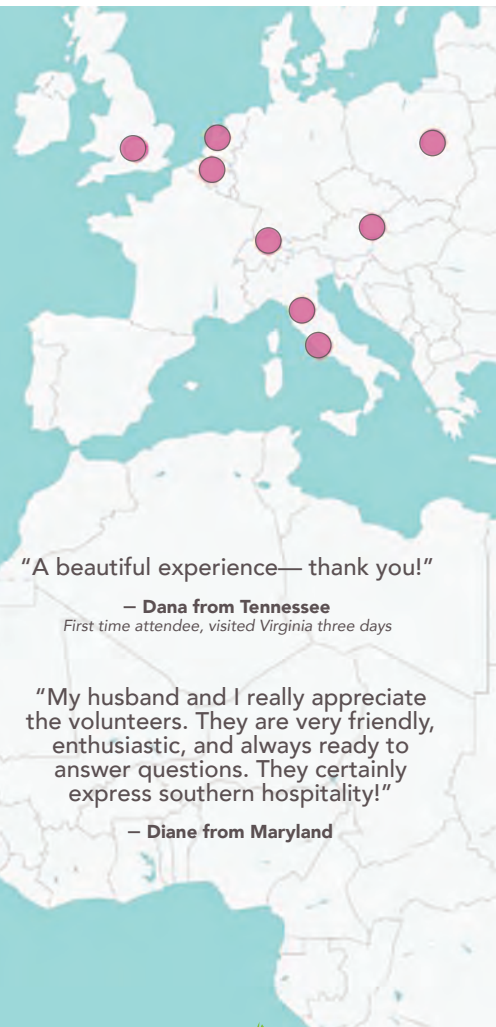 “A beautiful experience— thank you!”
– Dana from Tennessee
First time attendee, visited Virginia three days
“My husband and I really appreciate
the volunteers. They are very friendly,
enthusiastic, and always ready to
answer questions. They certainly
express southern hospitality!”
– Diane from Maryland